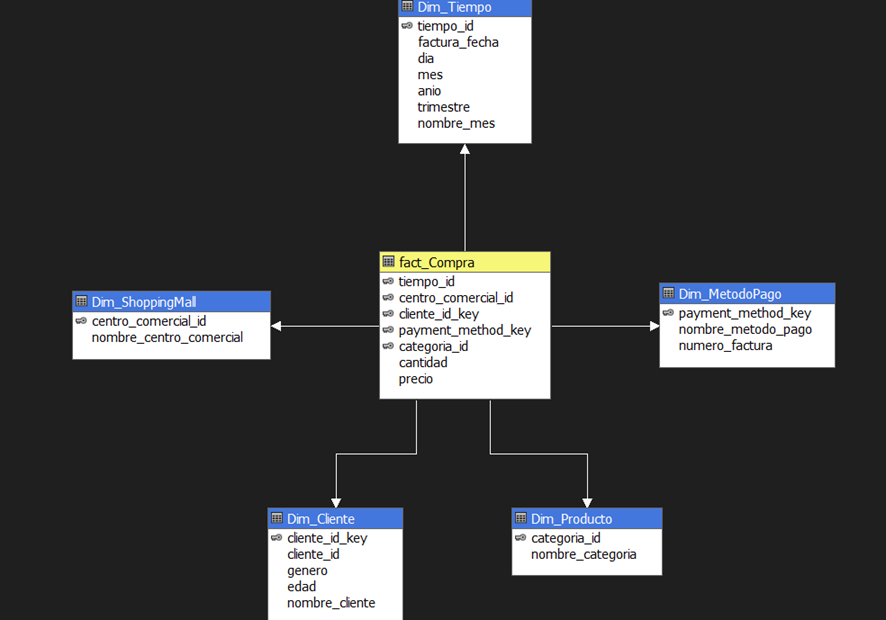 Dim_Tiempo
tiempo_id
factura_fecha
dia
mes
anio
trimestre
nombre_mes
fact_Compra
tiempo_id
centro_comercial_id
cliente_id_key
payment_method_key
categoria_id
cantidad
precio
Dim_ShoppingMall
centro_comercial_id
nombre_centro_comercial
Dim_MetodoPago
payment_method_key
nombre_metodo_pago
numero_factura
Dim_Cliente
cliente_id_key
cliente_id
genero
edad
nombre_cliente
Dim_Producto
categoria_id
nombre_categoria